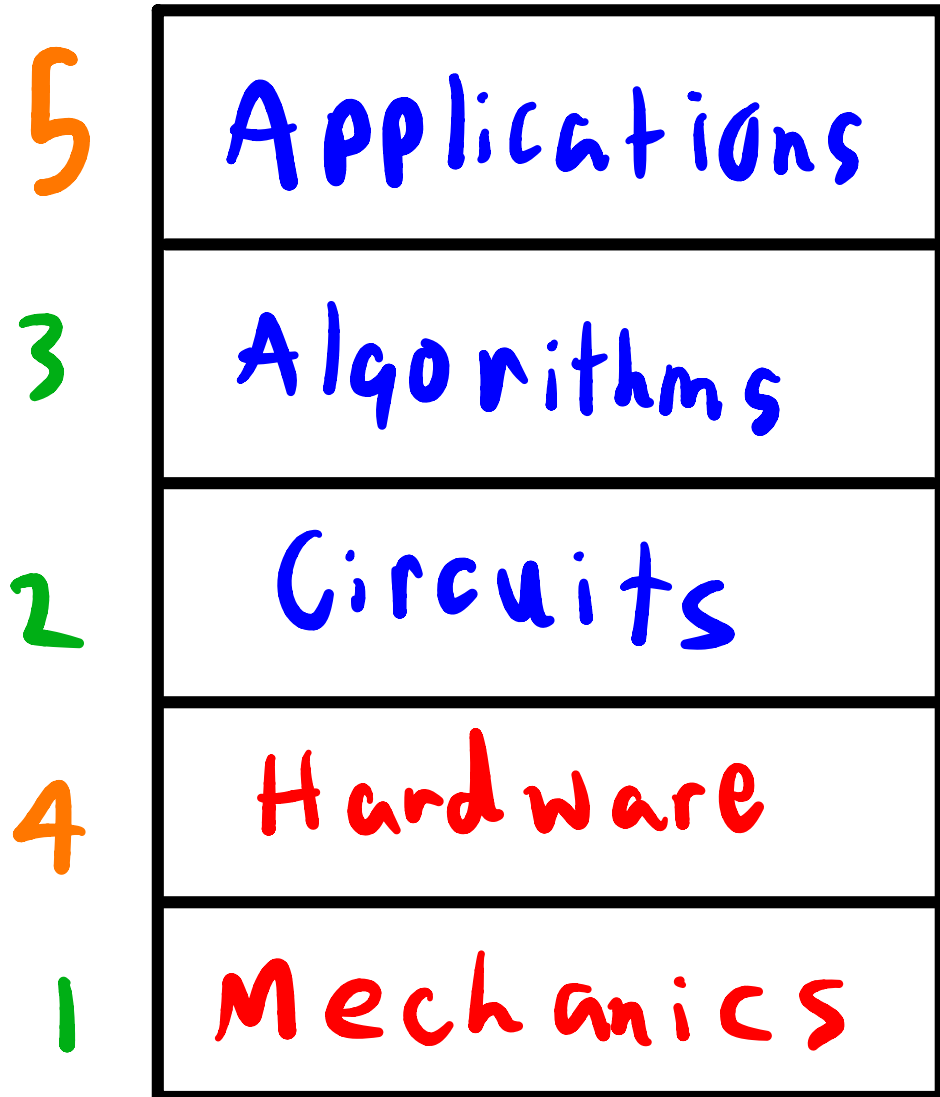 5 Applications
3 Algorithms
2 Circuits
4 Hardware
1 Mechanics